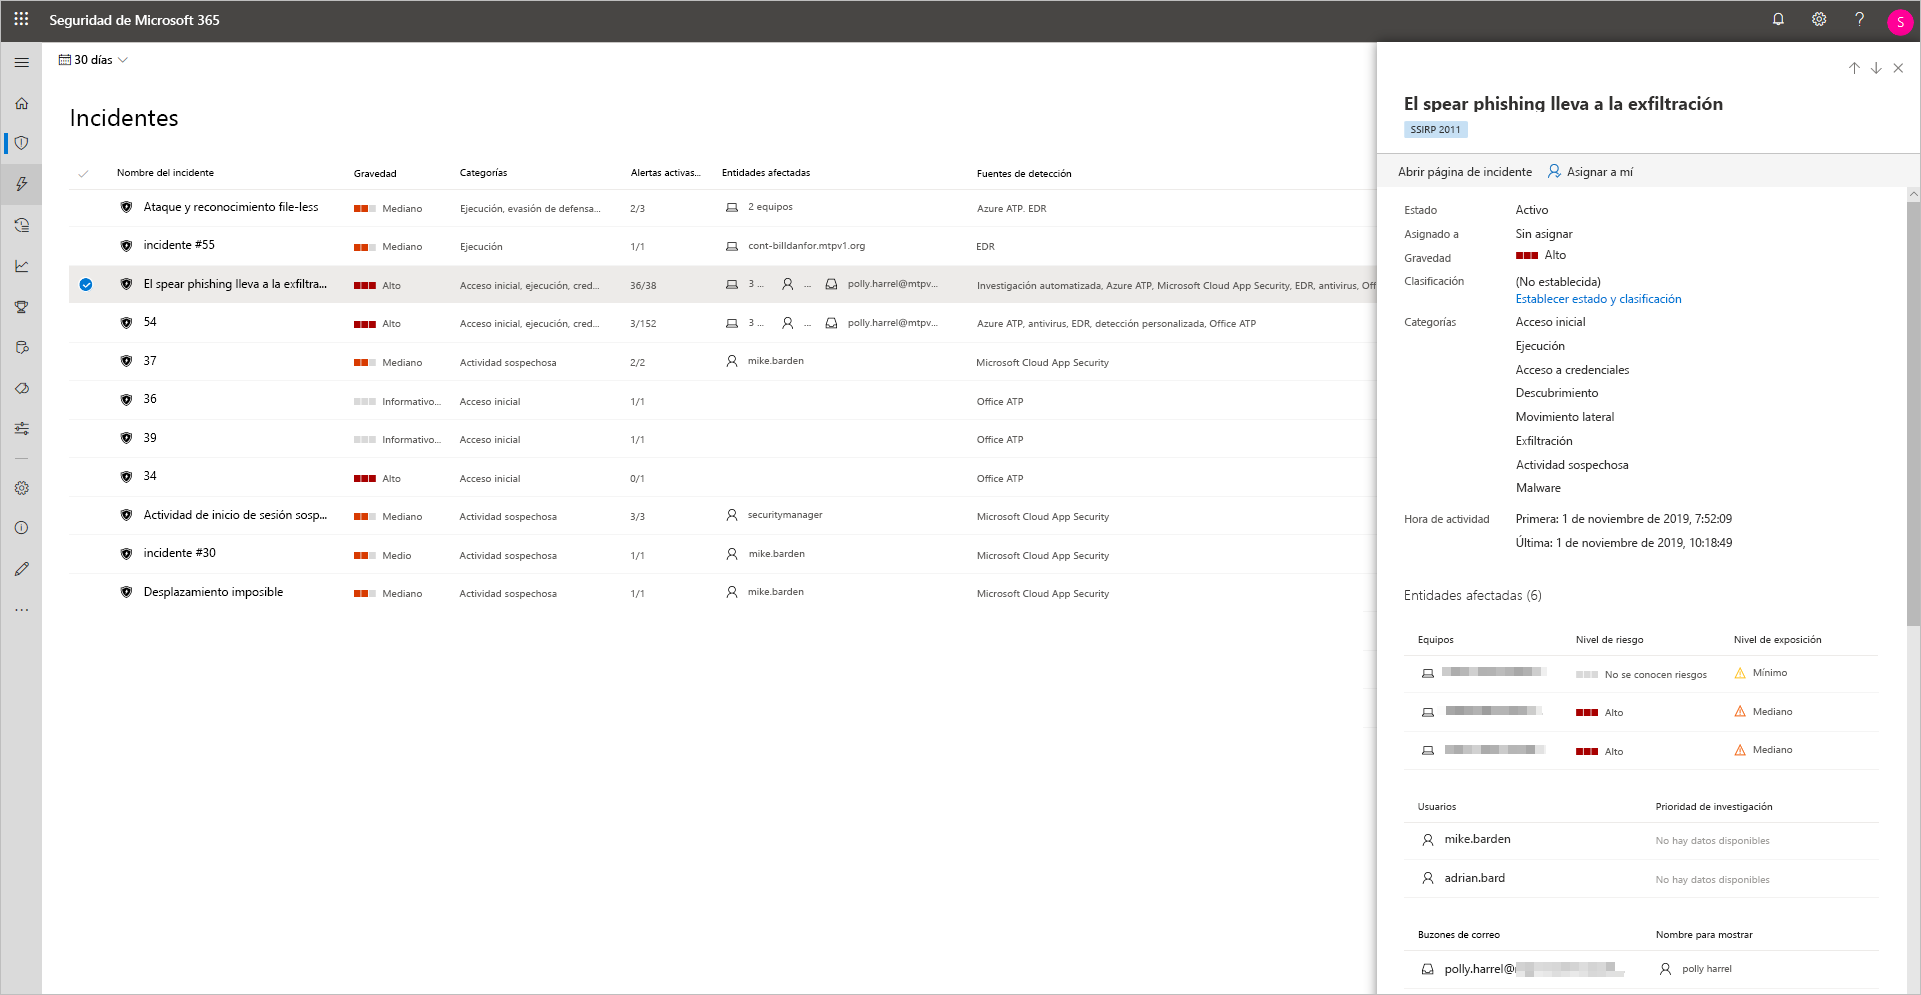 Seguridad de Microsoft 365
S
30 días
Incidentes
Nombre del incidente Gravedad Categorías Alertas activas... Entidades afectadas Fuentes de detección
Ataque y reconocimiento file-less Mediano Ejecución, evasión de defensa... 2/3 2 equipos Azure ATP. EDR
incidente #55 Mediano Ejecución 1/1 cont-billdanfor.mtpv1.org EDR
El spear phishing lleva a la exfiltra... Alto Acceso inicial, ejecución, cred... 36/38 3 ... ... polly.harrel@mtpv... Investigación automatizada, Azure ATP, Microsoft Cloud App Security, EDR, antivirus, Off
54 Alto Acceso inicial, ejecución, cred... 3/152 3 ... ... polly.harrel@mtpv... Azure ATP, antivirus, EDR, detección personalizada, Office ATP
37 Mediano Actividad sospechosa 2/2 mike.barden Microsoft Cloud App Security
36 Informativo... Acceso inicial 1/1 Office ATP
39 Informativo... Acceso inicial 1/1 Office ATP
34 Alto Acceso inicial 0/1 Office ATP
Actividad de inicio de sesión sosp... Mediano Actividad sospechosa 3/3 securitymanager Microsoft Cloud App Security
incidente #30 Medio Actividad sospechosa 1/1 mike.barden Microsoft Cloud App Security
Desplazamiento imposible Mediano Actividad sospechosa 1/1 mike.barden Microsoft Cloud App Security
El spear phishing lleva a la exfiltración
SSIRP 2011
Abrir página de incidente Asignar a mí
Estado Activo
Asignado a Sin asignar
Gravedad Alto
Clasificación (No establecida)
Establecer estado y clasificación
Categorías Acceso inicial
Ejecución
Acceso a credenciales
Descubrimiento
Movimiento lateral
Exfiltración
Actividad sospechosa
Malware
Hora de actividad Primera: 1 de noviembre de 2019, 7:52:09
Última: 1 de noviembre de 2019, 10:18:49
Entidades afectadas (6)
Equipos Nivel de riesgo Nivel de exposición
No se conocen riesgos Mínimo
Alto Mediano
Alto Mediano
Usuarios Prioridad de investigación
mike.barden No hay datos disponibles
adrian.bard No hay datos disponibles
Buzones de correo Nombre para mostrar
polly.harrel@ polly harrel